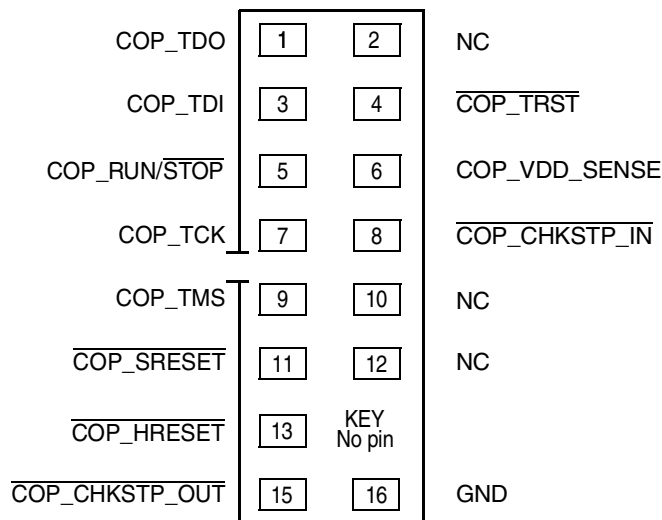 COP_TDO 1 2 NC
COP_TDI 3 4 COP_TRST
COP_RUN/STOP 5 6 COP_VDD_SENSE
COP_TCK 7 8 COP_CHKSTP_IN
COP_TMS 9 10 NC
COP_SRESET 11 12 NC
COP_HRESET 13 KEY
No pin
COP_CHKSTP_OUT 15 16 GND